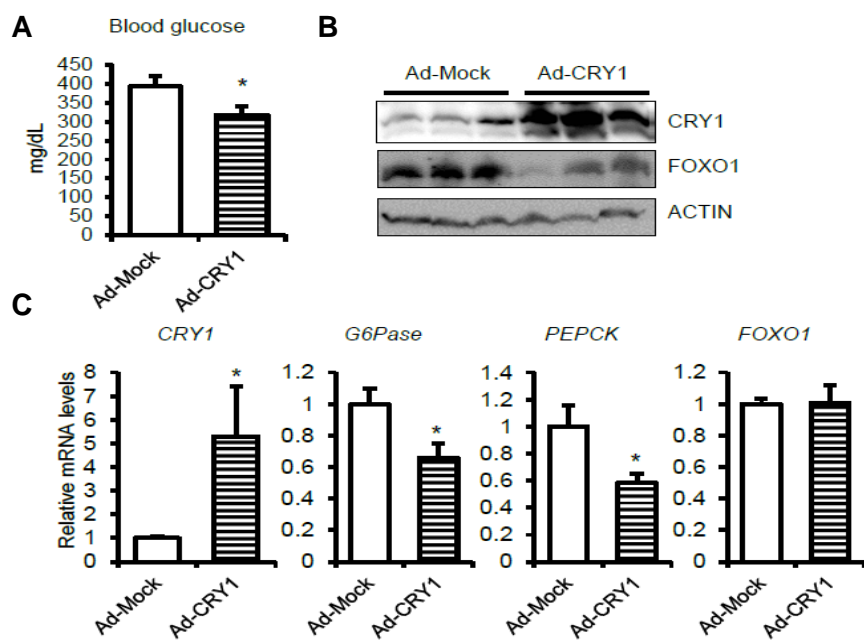 A
Blood glucose
mg/dL
450
400
350
300
250
200
150
100
50
0
*
Ad-Mock
Ad-CRY1
B
Ad-Mock Ad-CRY1
CRY1
FOXO1
ACTIN
C
CRY1
Relative mRNA levels
8
7
6
5
4
3
2
1
0
*
Ad-Mock
Ad-CRY1
G6Pase
1.2
1
0.8
0.6
0.4
0.2
0
*
Ad-Mock
Ad-CRY1
PEPCK
1.4
1.2
1
0.8
0.6
0.4
0.2
0
*
Ad-Mock
Ad-CRY1
FOXO1
1.2
1
0.8
0.6
0.4
0.2
0
Ad-Mock
Ad-CRY1